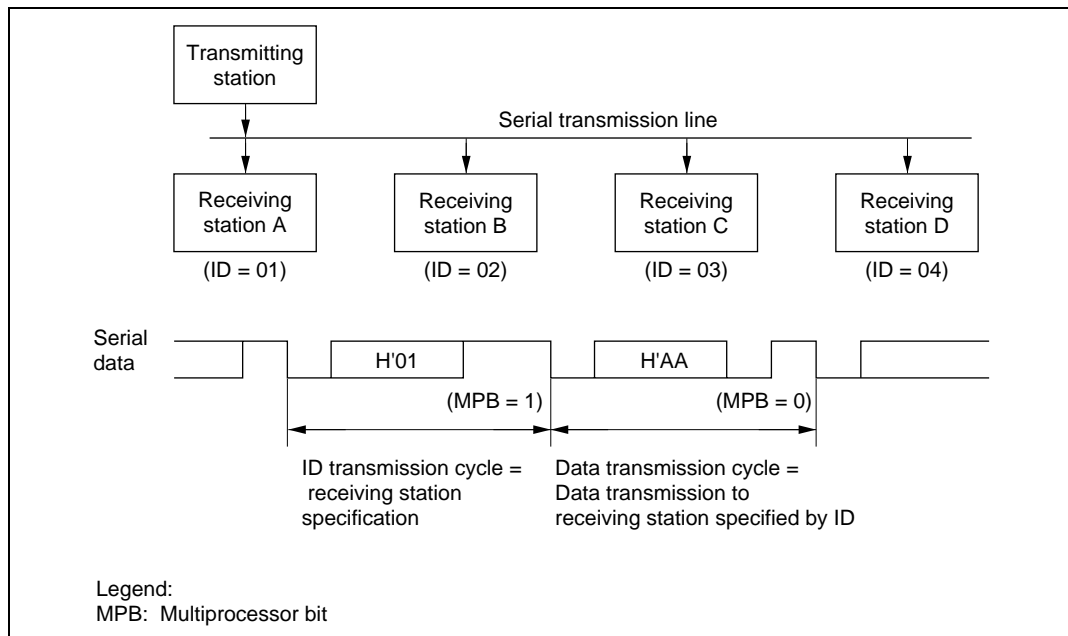 Transmitting
station
Serial transmission line
Receiving
station A
Receiving
station B
Receiving
station C
Receiving
station D
(ID = 01)
(ID = 02)
(ID = 03)
(ID = 04)
Serial
data
H'01
H'AA
(MPB = 1)
(MPB = 0)
ID transmission cycle =
receiving station
specification
Data transmission cycle =
Data transmission to
receiving station specified by ID
Legend:
MPB: Multiprocessor bit